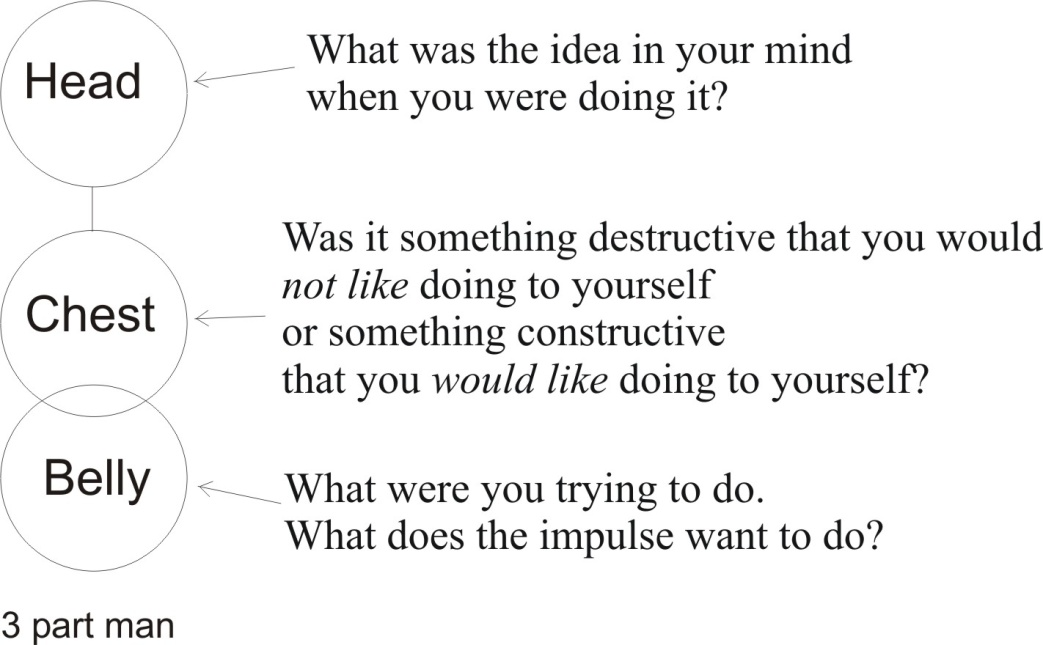 Head
What was the idea in your mind
when you were doing it?
Chest
Was it something destructive that you would
not like doing to yourself
or something constructive
that you would like doing to yourself?
Belly
What were you trying to do.
What does the impulse want to do?
3 part man